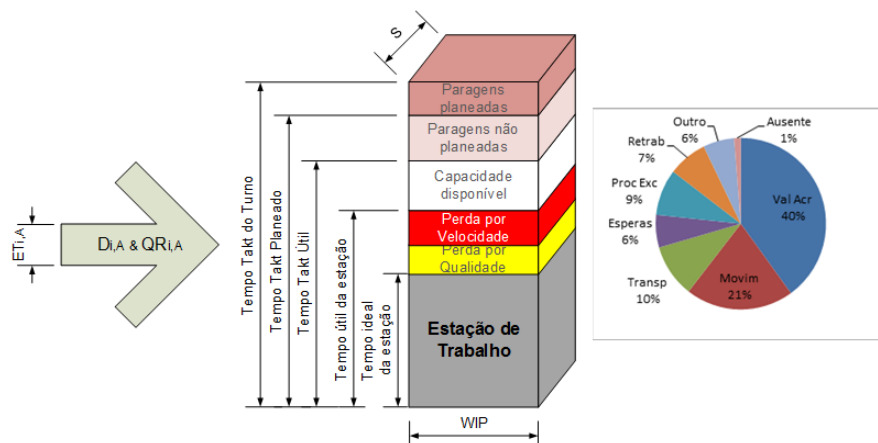 S
ETi,A
Di,A & QRi,A
Tempo Takt do Turno
Tempo Takt Planeado
Tempo Takt Útil
Tempo útil da estação
Tempo ideal
da estação
Paragens
planeadas
Paragens não
planeadas
Capacidade
disponível
Perda por
Velocidade
Perda por
Qualidade
Estação de
Trabalho
WIP
Outro
6%
Ausente
1%
Retrab
7%
Proc Exc
9%
Esperas
6%
Transp
10%
Movim
21%
Val Acr
40%